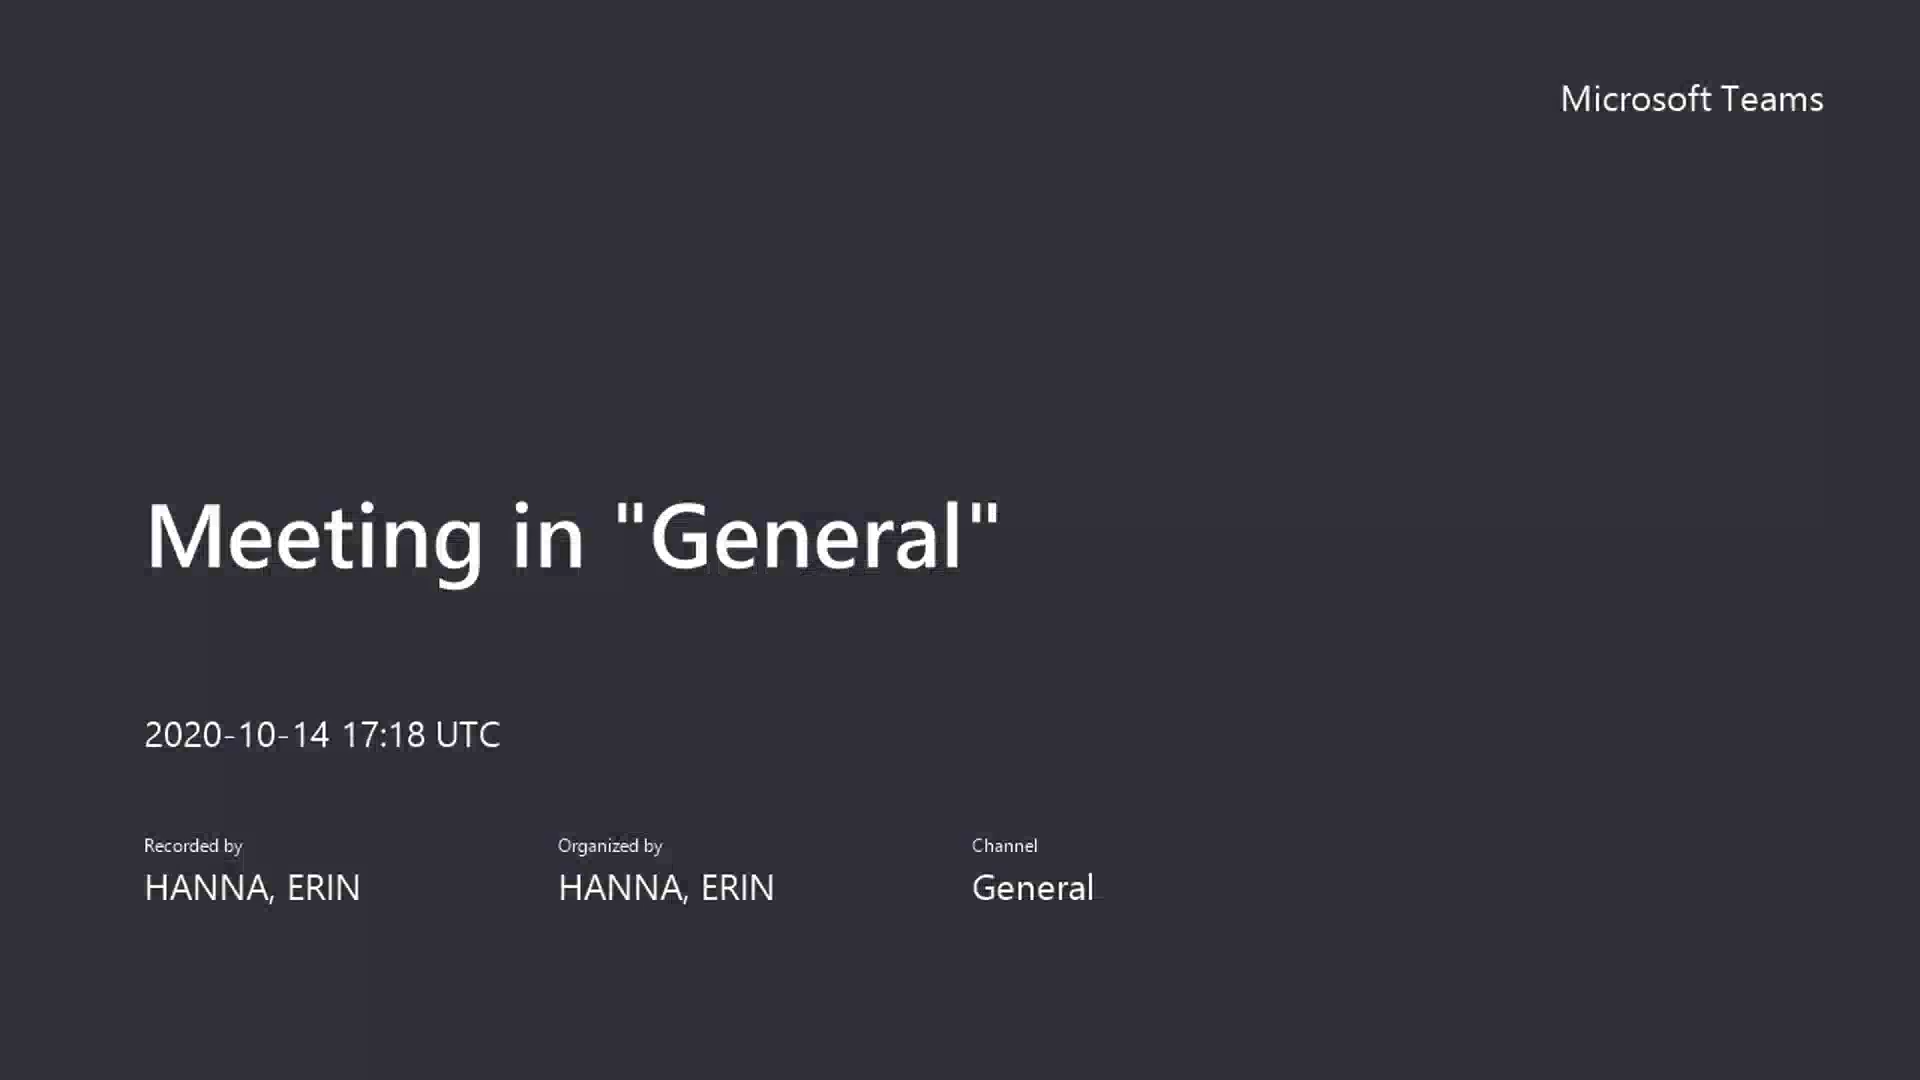 Microsoft Teams
Meeting in "General"
2020-10-14 17:18 UTC
Recorded by
HANNA, ERIN
Organized by
HANNA, ERIN
Channel
General